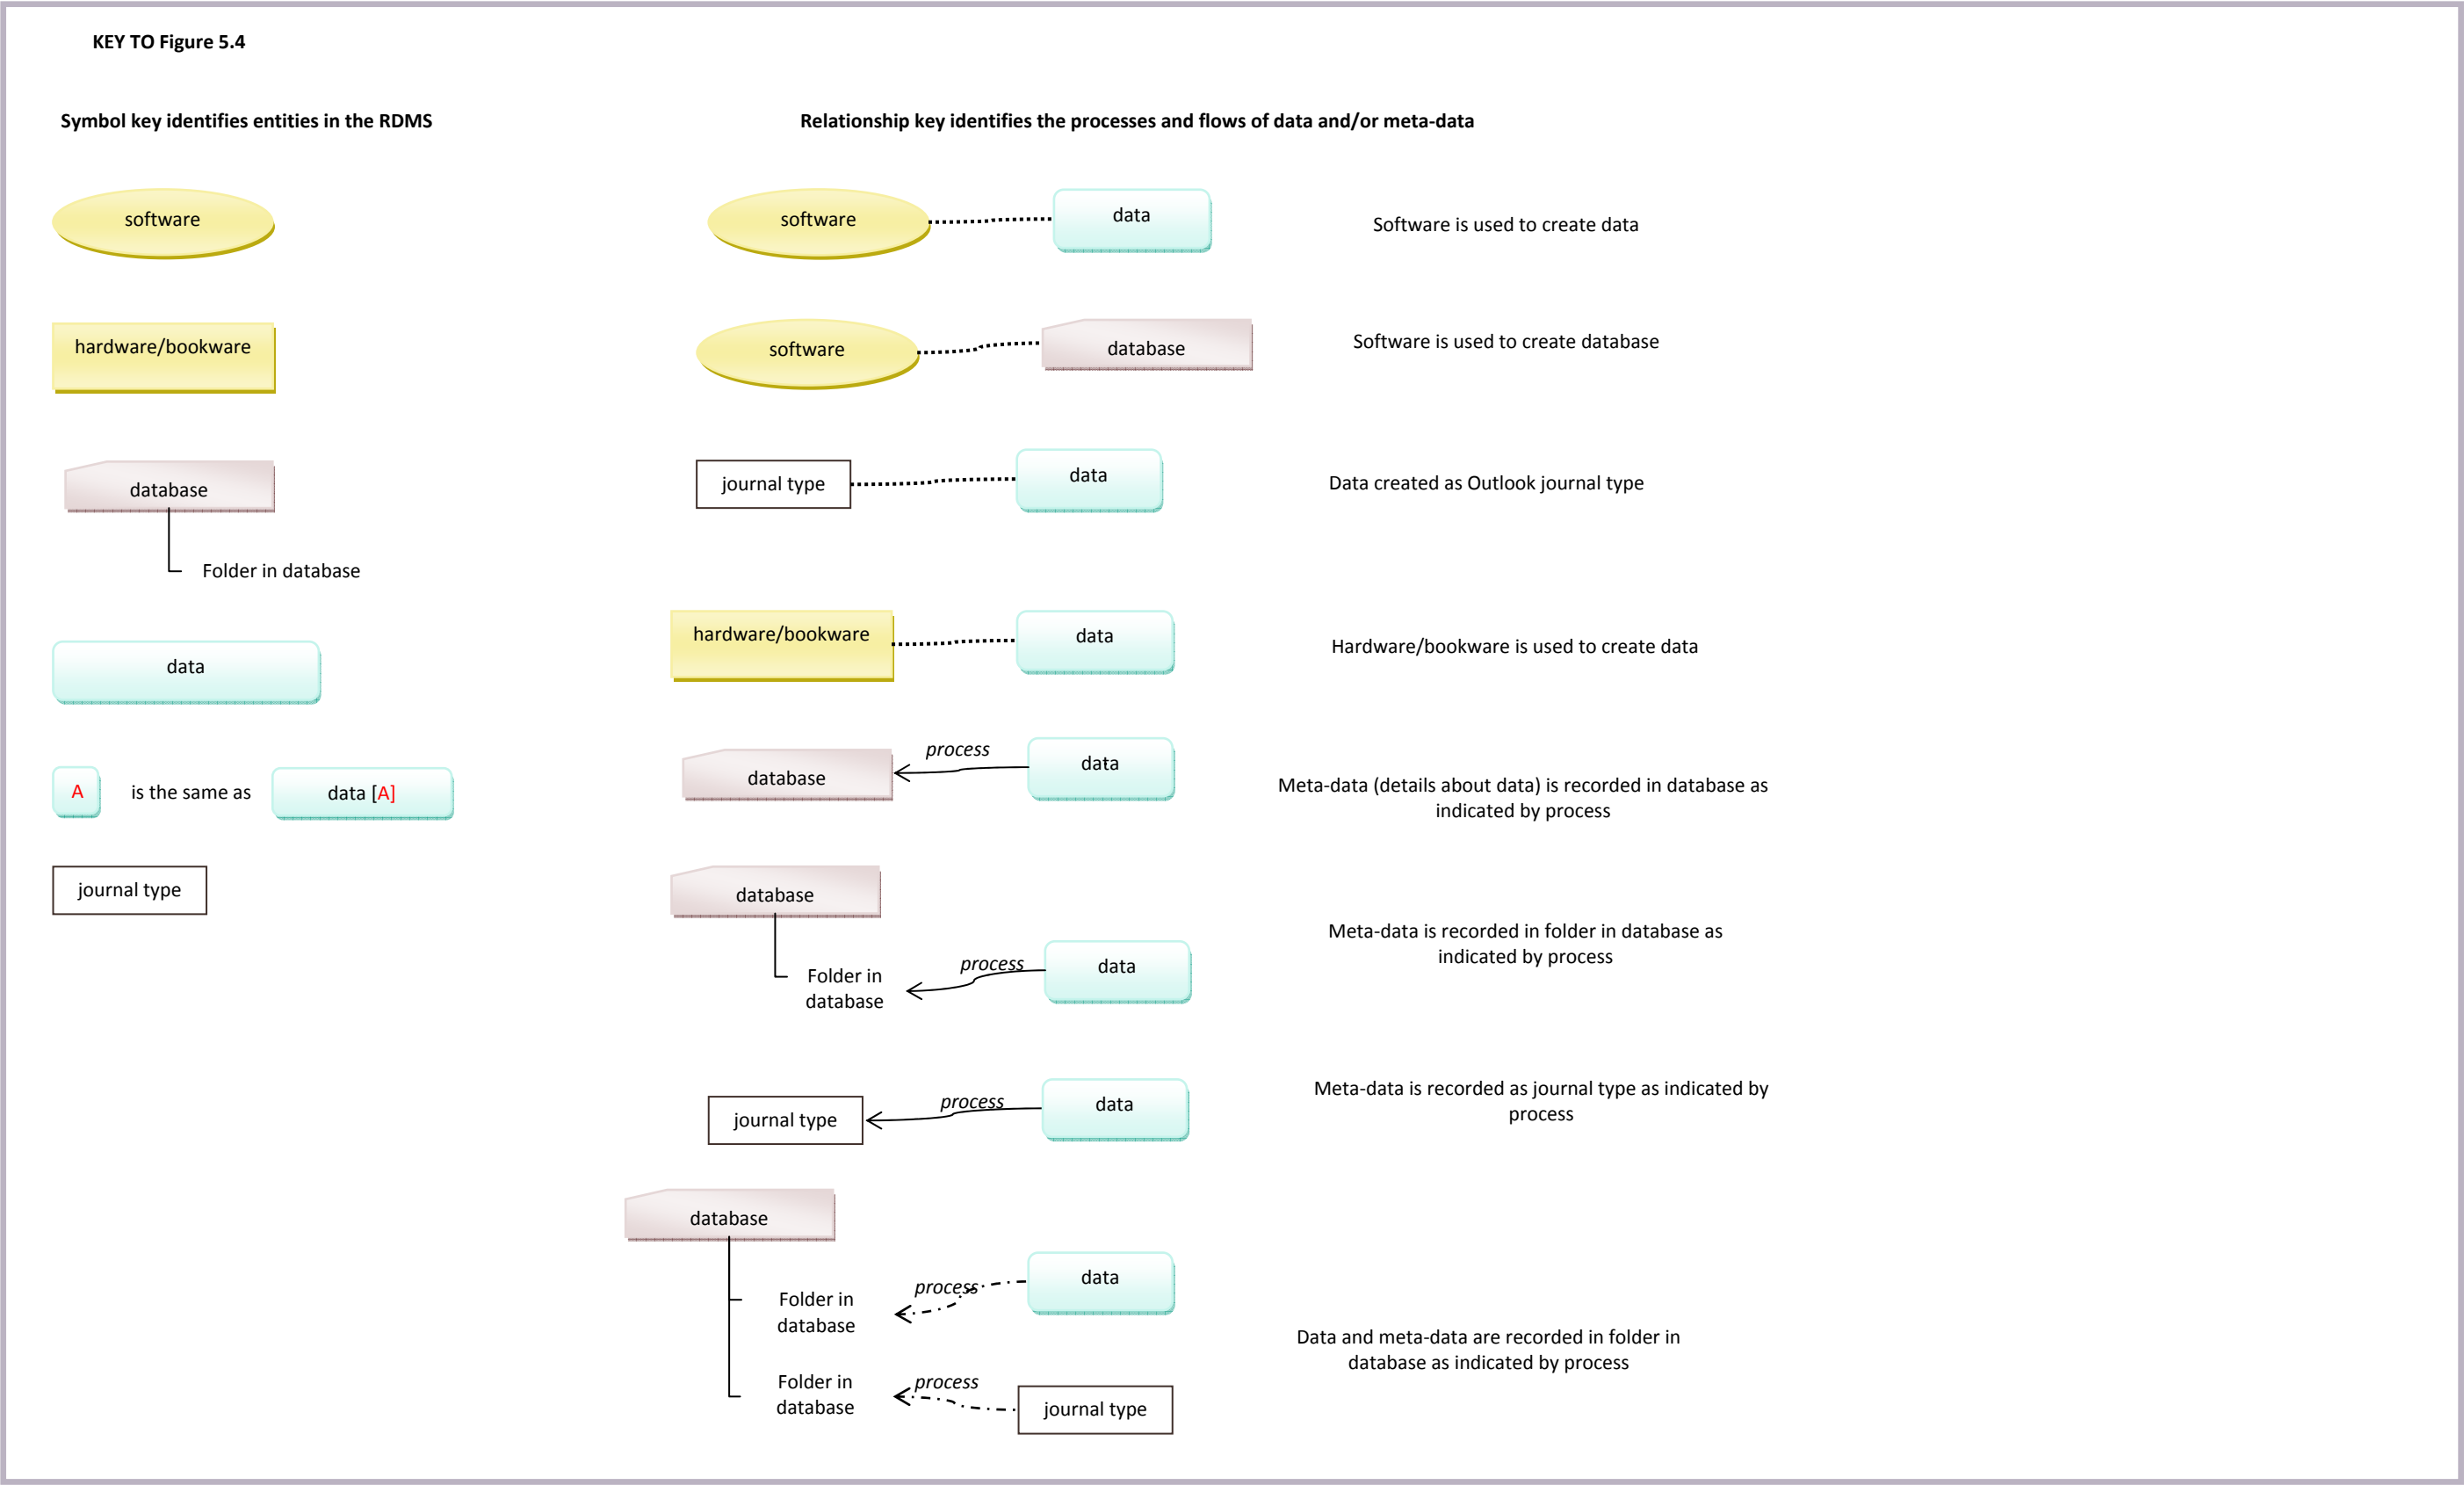 KEY TO Figure 5.4
Symbol key identifies entities in the RDMS
software
hardware/bookware
database
Folder in database
data
A is the same as data [A]
journal type
Relationship key identifies the processes and flows of data and/or meta-data
software data Software is used to create data
software database Software is used to create database
journal type data Data created as Outlook journal type
hardware/bookware data Hardware/bookware is used to create data
database process data
Meta-data (details about data) is recorded in database as
indicated by process
database
Folder in
database
process data
Meta-data is recorded in folder in database as
indicated by process
journal type process data
Meta-data is recorded as journal type as indicated by
process
database
Folder in
database
process data
Folder in
database
process journal type
Data and meta-data are recorded in folder in
database as indicated by process